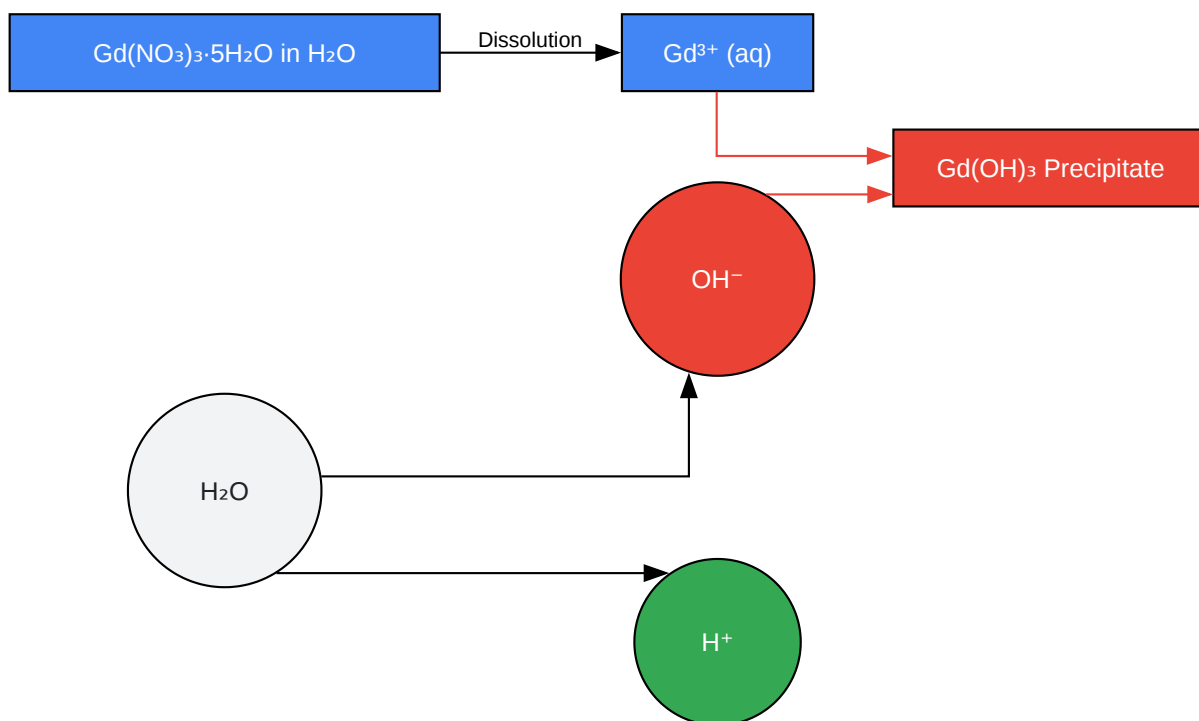 Gd(NO₃)₃·5H₂O in H₂O
Dissolution
Gd³⁺ (aq)
Gd(OH)₃ Precipitate
OH⁻
H₂O
H⁺